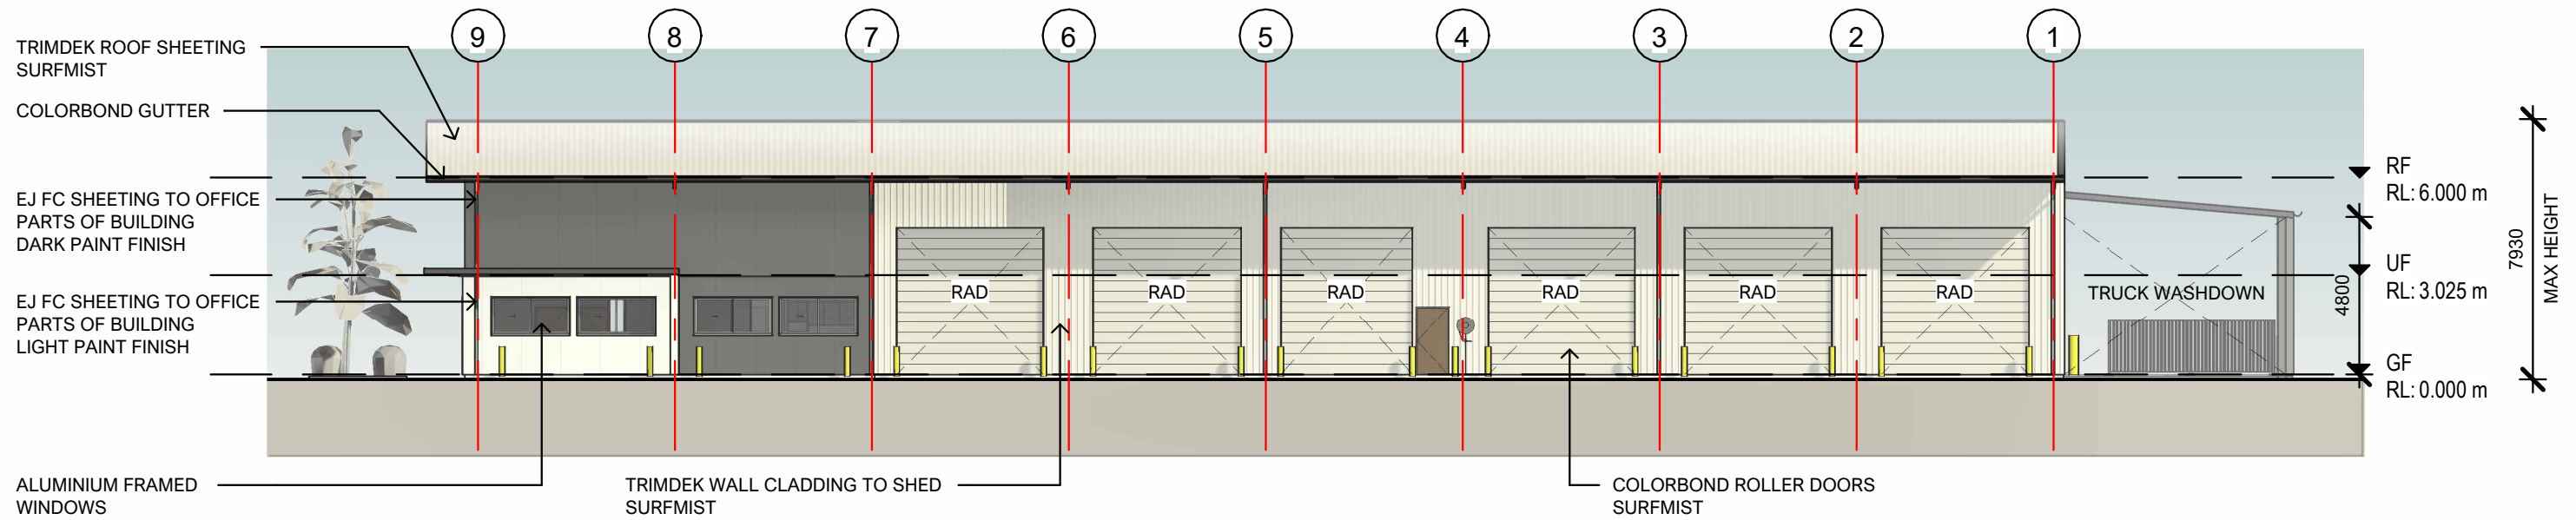 9 8 7 6 5 4 3 2 1
TRIMDEK ROOF SHEETING
SURFMIST
COLORBOND GUTTER
EJ FC SHEETING TO OFFICE
PARTS OF BUILDING
DARK PAINT FINISH
EJ FC SHEETING TO OFFICE
PARTS OF BUILDING
LIGHT PAINT FINISH
RAD RAD RAD RAD RAD RAD
TRUCK WASHDOWN
4800
RF
RL: 6.000 m
UF
RL: 3.025 m
GF
RL: 0.000 m
7930
MAX HEIGHT
ALUMINIUM FRAMED
WINDOWS
TRIMDEK WALL CLADDING TO SHED
SURFMIST
COLORBOND ROLLER DOORS
SURFMIST